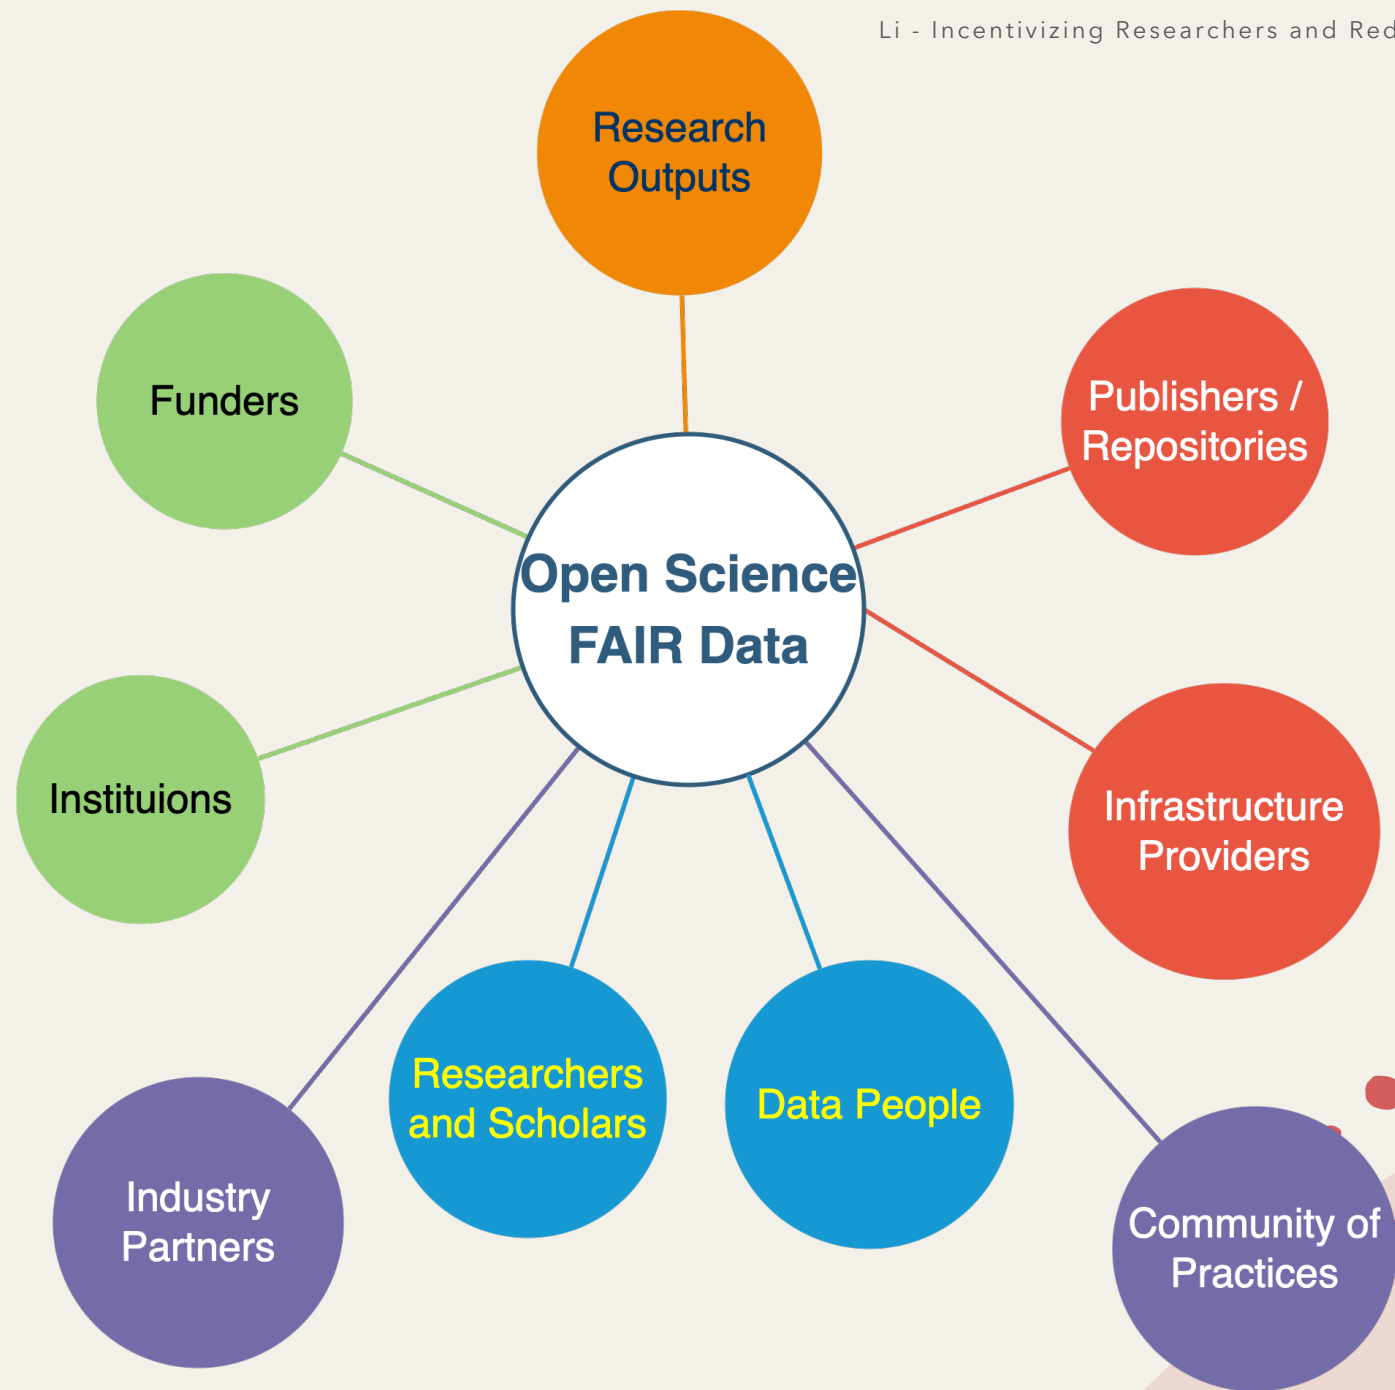 Li - Incentivizing Researchers and Red
Research
Outputs
Funders
Publishers /
Repositories
Open Science
FAIR Data
Instituions
Infrastructure
Providers
Researchers
and Scholars
Data People
Industry
Partners
Community of
Practices